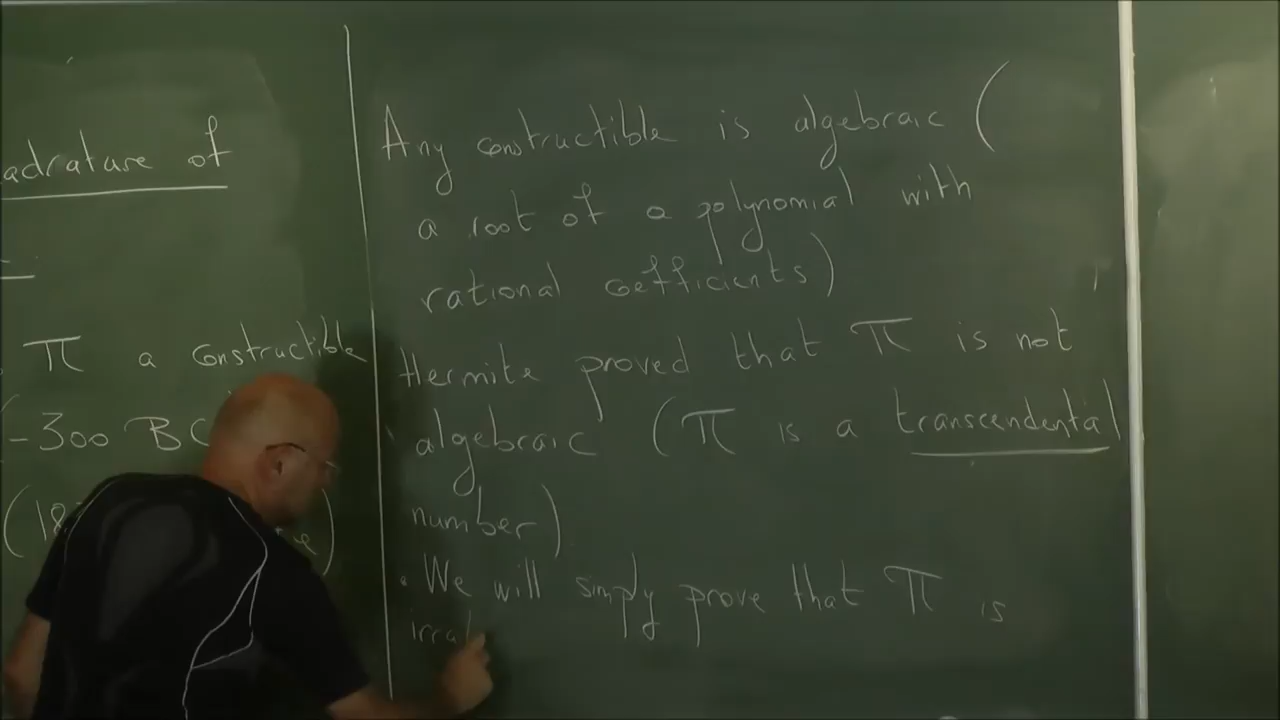 adrature of
π a constructible
-300 BC
(18
Any constructible is algebraic (
a root of a polynomial with
rational coefficients)
Hermite proved that π is not
algebraic (π is a transcendental
number)
. We will simply prove that π is
irrat